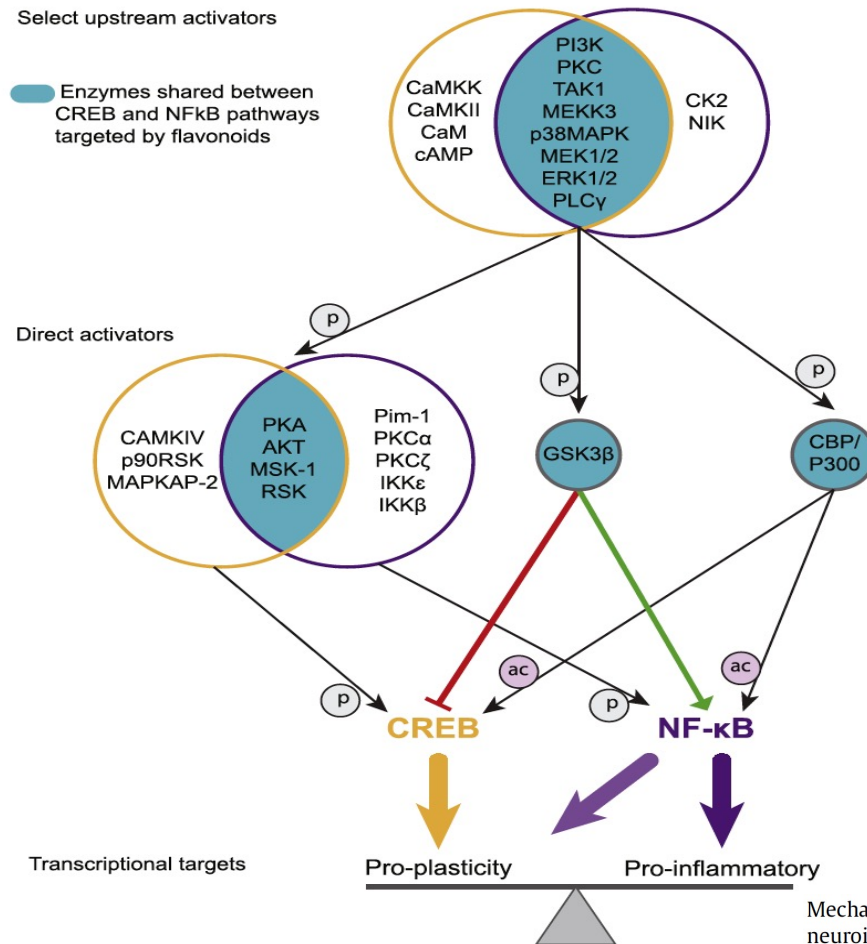 Select upstream activators
Enzymes shared between
CREB and NFkB pathways
targeted by flavonoids
CaMKK
CaMKII
CaM
cAMP
PI3K
PKC
TAK1
MEKK3
p38MAPK
MEK1/2
ERK1/2
PLCγ
CK2
NIK
p
p
p
Direct activators
CAMKIV
p90RSK
MAPKAP-2
PKA
AKT
MSK-1
RSK
Pim-1
PKCα
PKCζ
IKKε
IKKβ
GSK3β
CBP/
P300
ac
ac
p
p
CREB
NF-κB
Transcriptional targets
Pro-plasticity
Pro-inflammatory
Mecha
neuroi